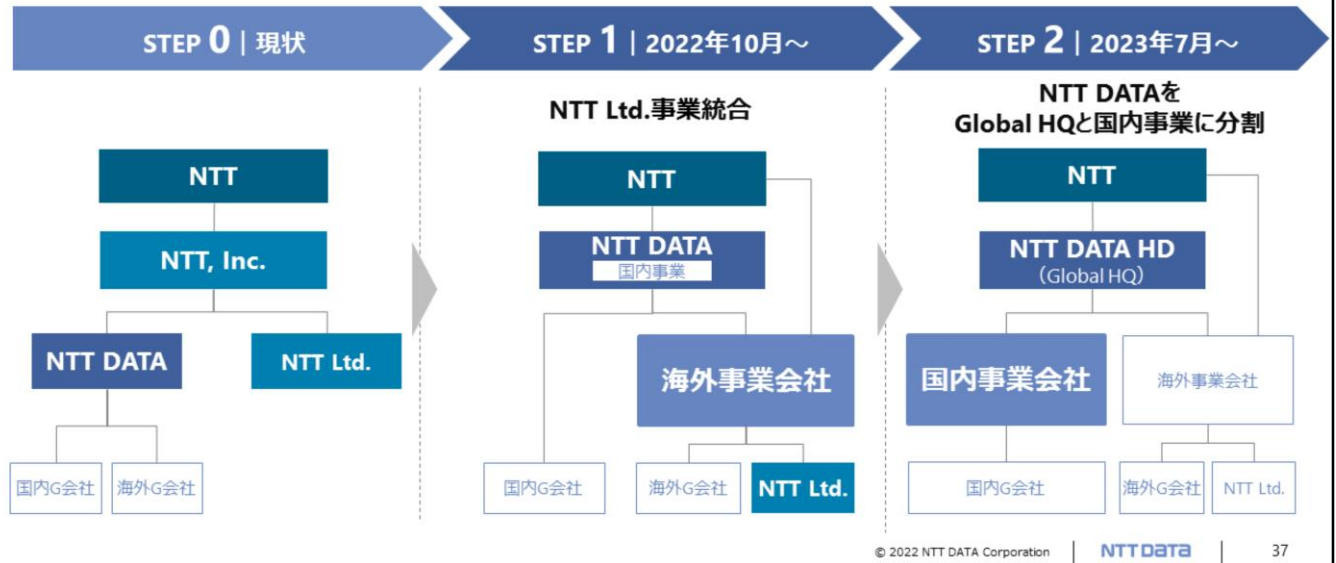 STEP 0 | 現状
STEP 1 | 2022年10月～
STEP 2 | 2023年7月～
NTT
NTT, Inc.
NTT DATA
NTT Ltd.
国内G会社
海外G会社
NTT Ltd.事業統合
NTT
NTT DATA
国内事業
海外事業会社
国内G会社
海外G会社
NTT Ltd.
NTT DATAを
Global HQと国内事業に分割
NTT
NTT DATA HD
（Global HQ）
国内事業会社
海外事業会社
国内G会社
海外G会社
NTT Ltd.
© 2022 NTT DATA Corporation
NTT DATA
37